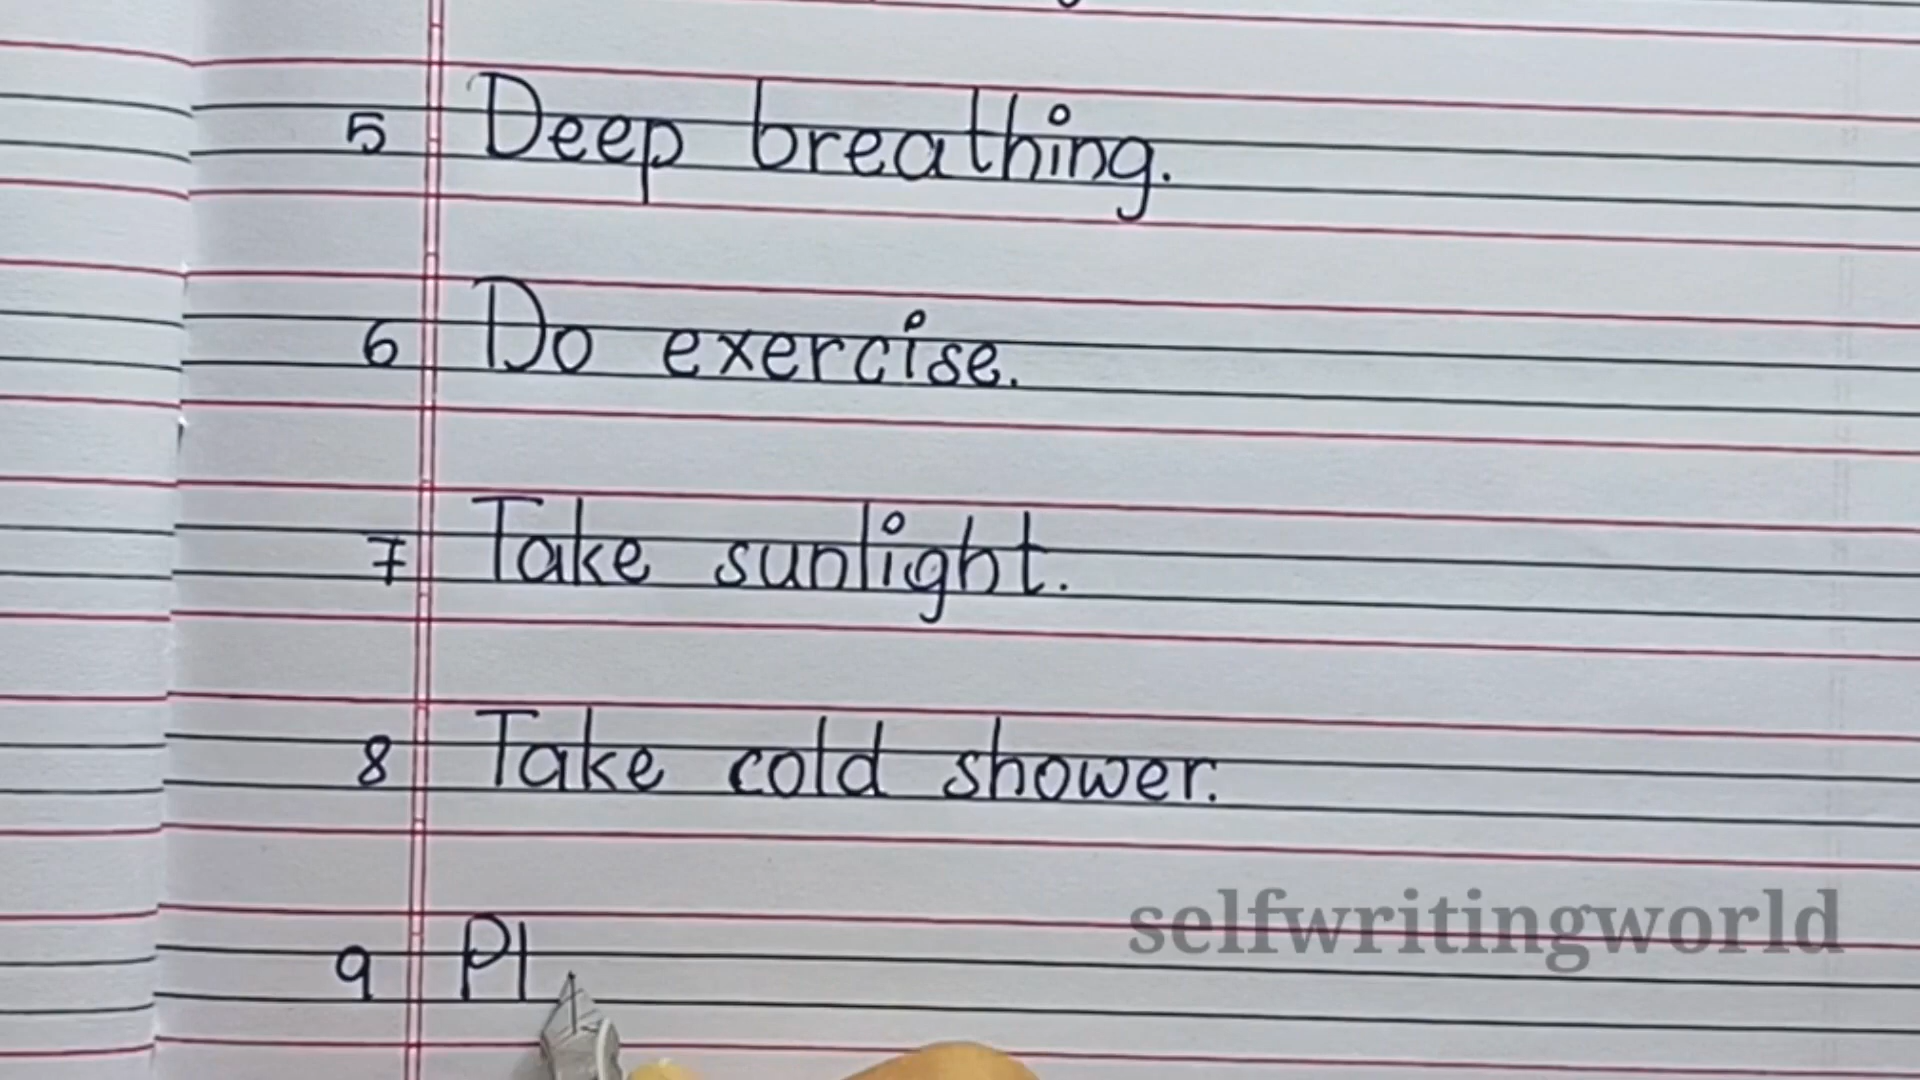 5 Deep breathing.
6 Do exercise.
7 Take sunlight.
8 Take cold shower.
selfwritingworld
9 Pl